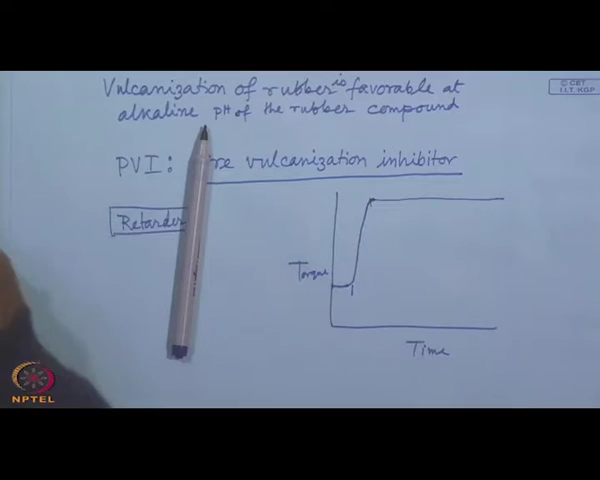 © CET
I.I.T. KGP
Vulcanization of rubber is favorable at
alkaline pH of the rubber compound
PVI: vulcanization inhibitor
Retarder
Torque
Time
NPTEL